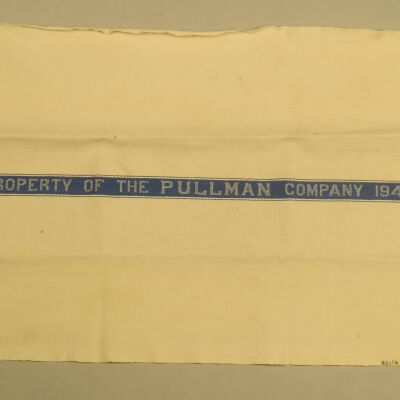 ROPERTY OF THE PULLMAN COMPANY 194